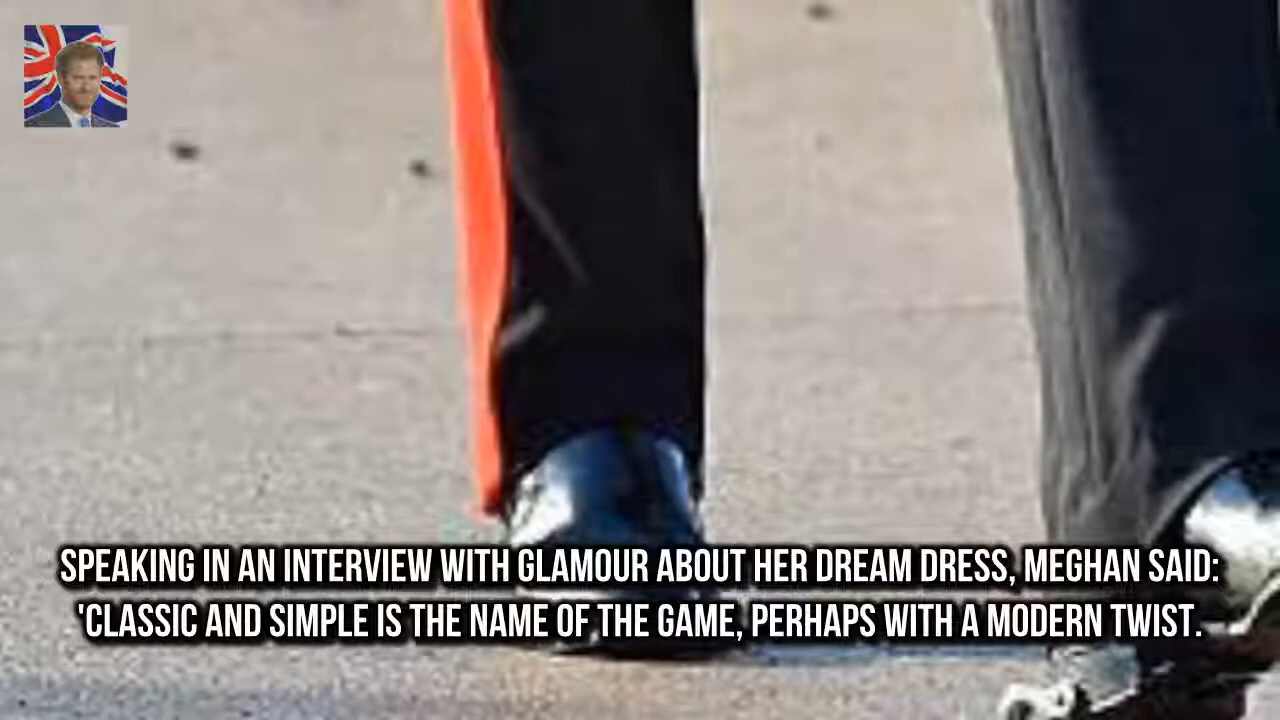 SPEAKING IN AN INTERVIEW WITH GLAMOUR ABOUT HER DREAM DRESS, MEGHAN SAID:
'CLASSIC AND SIMPLE IS THE NAME OF THE GAME, PERHAPS WITH A MODERN TWIST.